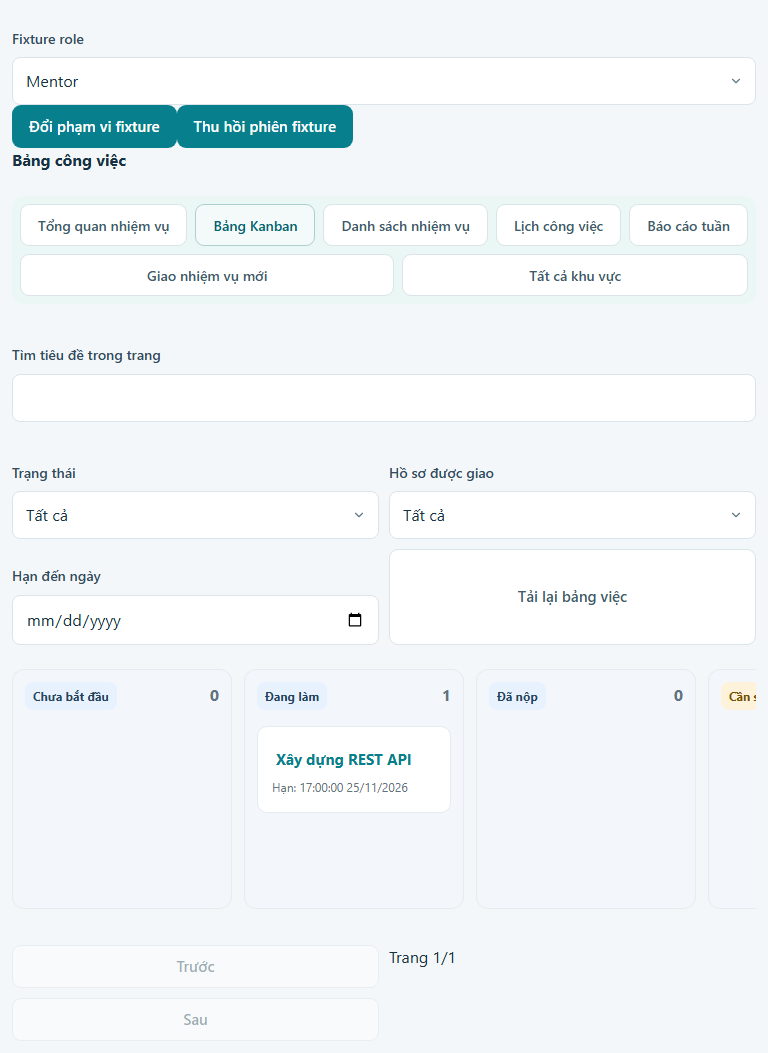 Fixture role
Mentor
Đổi phạm vi fixture
Thu hồi phiên fixture
Bảng công việc
Tổng quan nhiệm vụ
Bảng Kanban
Danh sách nhiệm vụ
Lịch công việc
Báo cáo tuần
Giao nhiệm vụ mới
Tất cả khu vực
Tìm tiêu đề trong trang
Trạng thái
Hồ sơ được giao
Tất cả
Tất cả
Hạn đến ngày
mm/dd/yyyy
Tải lại bảng việc
Chưa bắt đầu
0
Đang làm
1
Đã nộp
0
Cần
Xây dựng REST API
Hạn: 17:00:00 25/11/2026
Trước
Trang 1/1
Sau